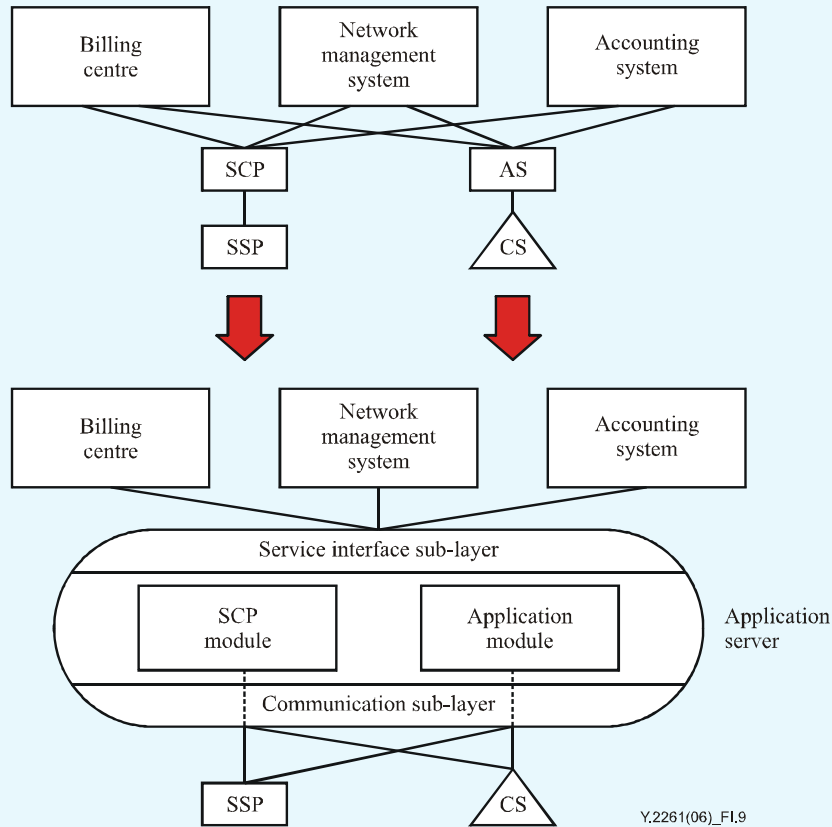 Billing
centre
Network
management
system
Accounting
system
SCP
AS
SSP
CS
Billing
centre
Network
management
system
Accounting
system
Service interface sub-layer
SCP
module
Application
module
Application
server
Communication sub-layer
SSP
CS
Y.2261(06)_FI.9